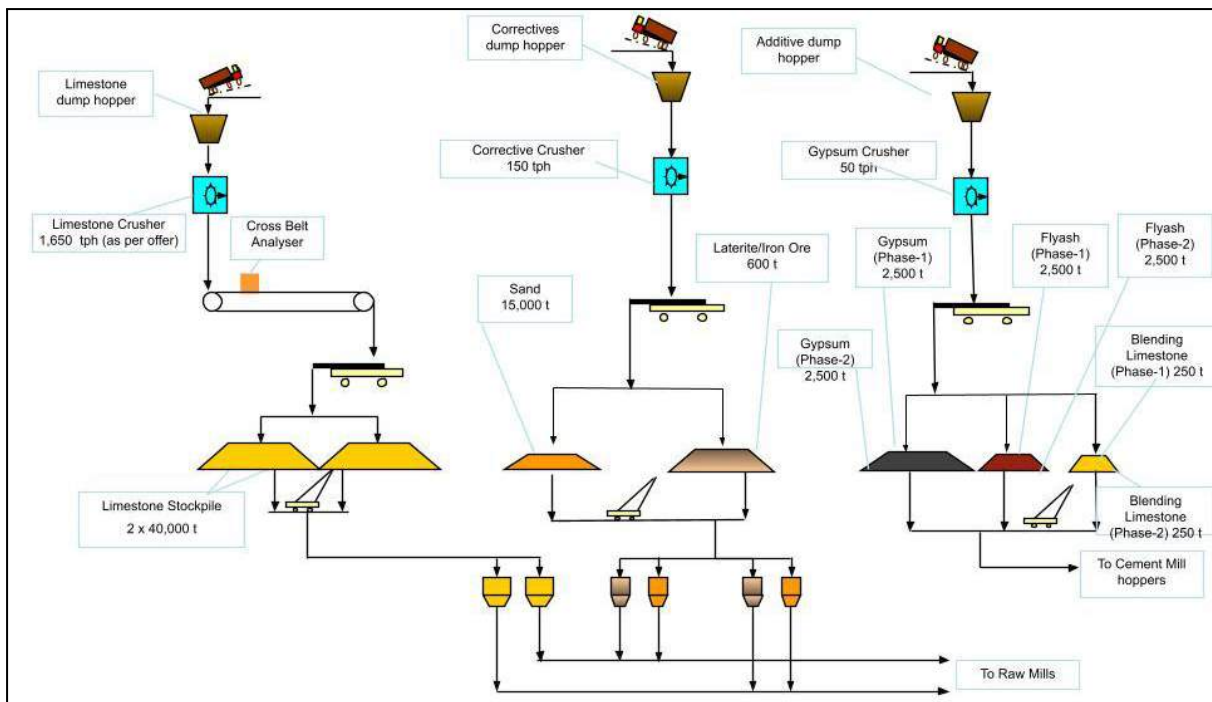 Limestone
dump hopper
Limestone Crusher
1,650 tph (as per offer)
Cross Belt
Analyser
Limestone Stockpile
2 x 40,000 t
Correctives
dump hopper
Corrective Crusher
150 tph
Sand
15,000 t
Laterite/Iron Ore
600 t
Additive dump
hopper
Gypsum Crusher
50 tph
Gypsum
(Phase-1)
2,500 t
Flyash
(Phase-1)
2,500 t
Flyash
(Phase-2)
2,500 t
Gypsum
(Phase-2)
2,500 t
Blending
Limestone
(Phase-1) 250 t
Blending
Limestone
(Phase-2) 250 t
To Cement Mill
hoppers
To Raw Mills